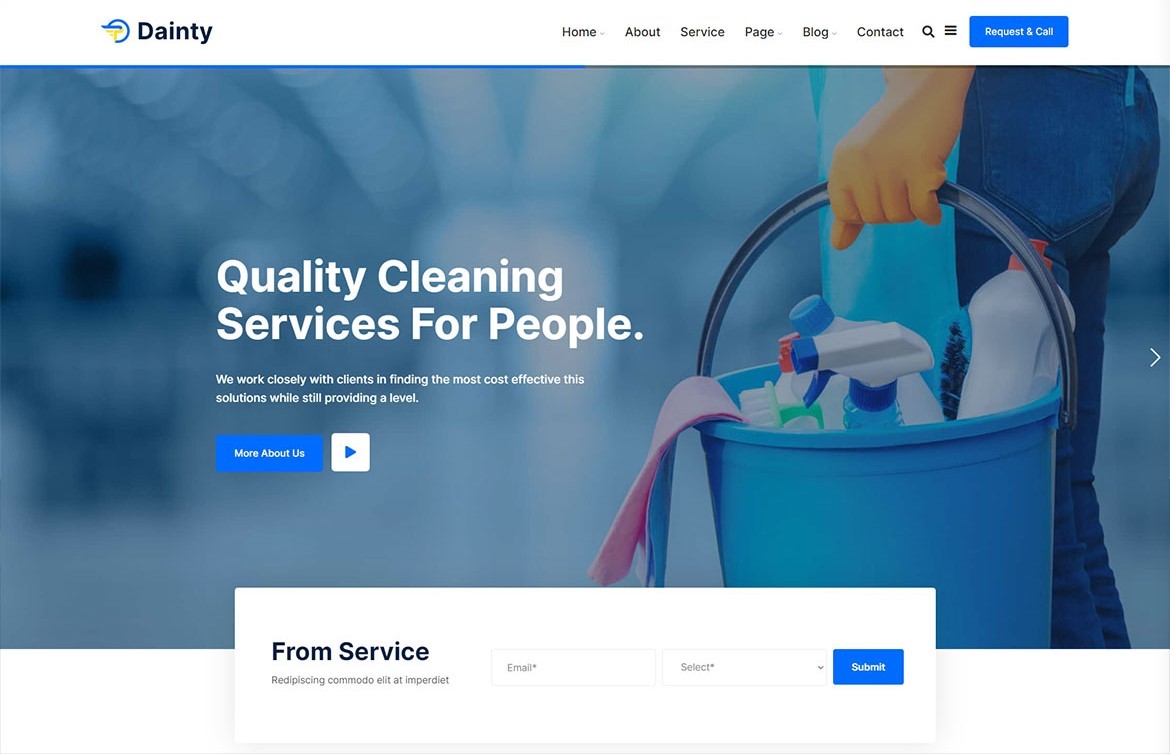 Dainty
Home About Service Page Blog Contact Request & Call
Quality Cleaning
Services For People.
We work closely with clients in finding the most cost effective this
solutions while still providing a level.
More About Us
From Service
Redipiscing commodo elit at imperdiet
Email* Select* Submit